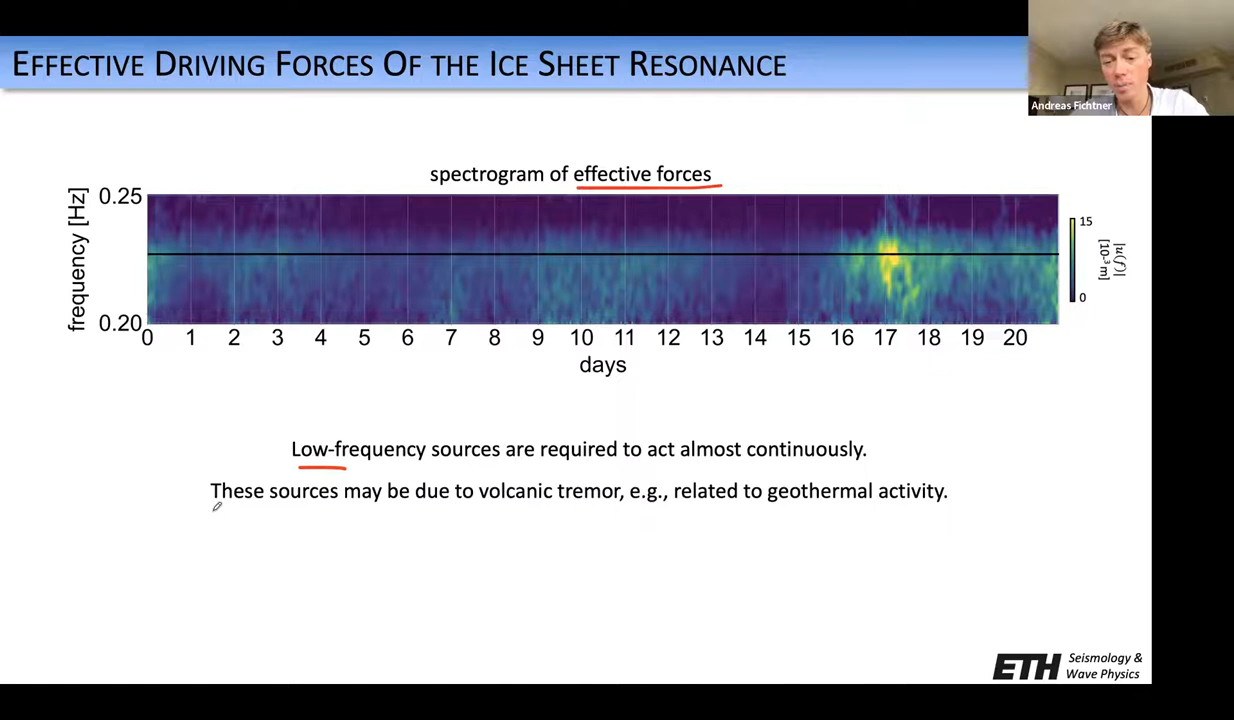 EFFECTIVE DRIVING FORCES OF THE ICE SHEET RESONANCE
Andreas Fichtner
spectrogram of effective forces
0.25
0.20
frequency [Hz]
0 1 2 3 4 5 6 7 8 9 10 11 12 13 14 15 16 17 18 19 20
days
15
0
|u(f)|
[10⁻³ m]
Low-frequency sources are required to act almost continuously.
These sources may be due to volcanic tremor, e.g., related to geothermal activity.
ETH
Seismology &
Wave Physics